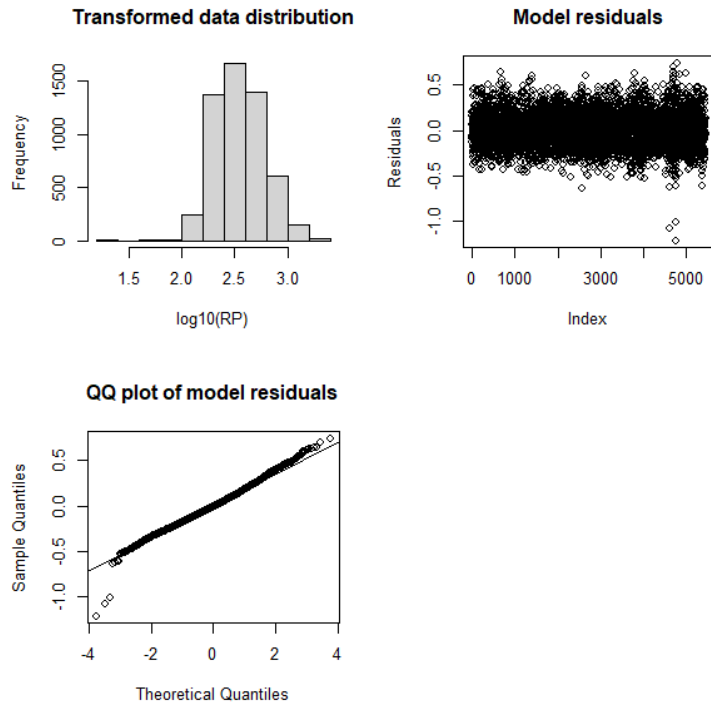 Transformed data distribution
Frequency
0 500 1000 1500
1.5 2.0 2.5 3.0
log10(RP)
Model residuals
Residuals
-1.0 -0.5 0.0 0.5
0 1000 3000 5000
Index
QQ plot of model residuals
Sample Quantiles
-1.0 -0.5 0.0 0.5
-4 -2 0 2 4
Theoretical Quantiles